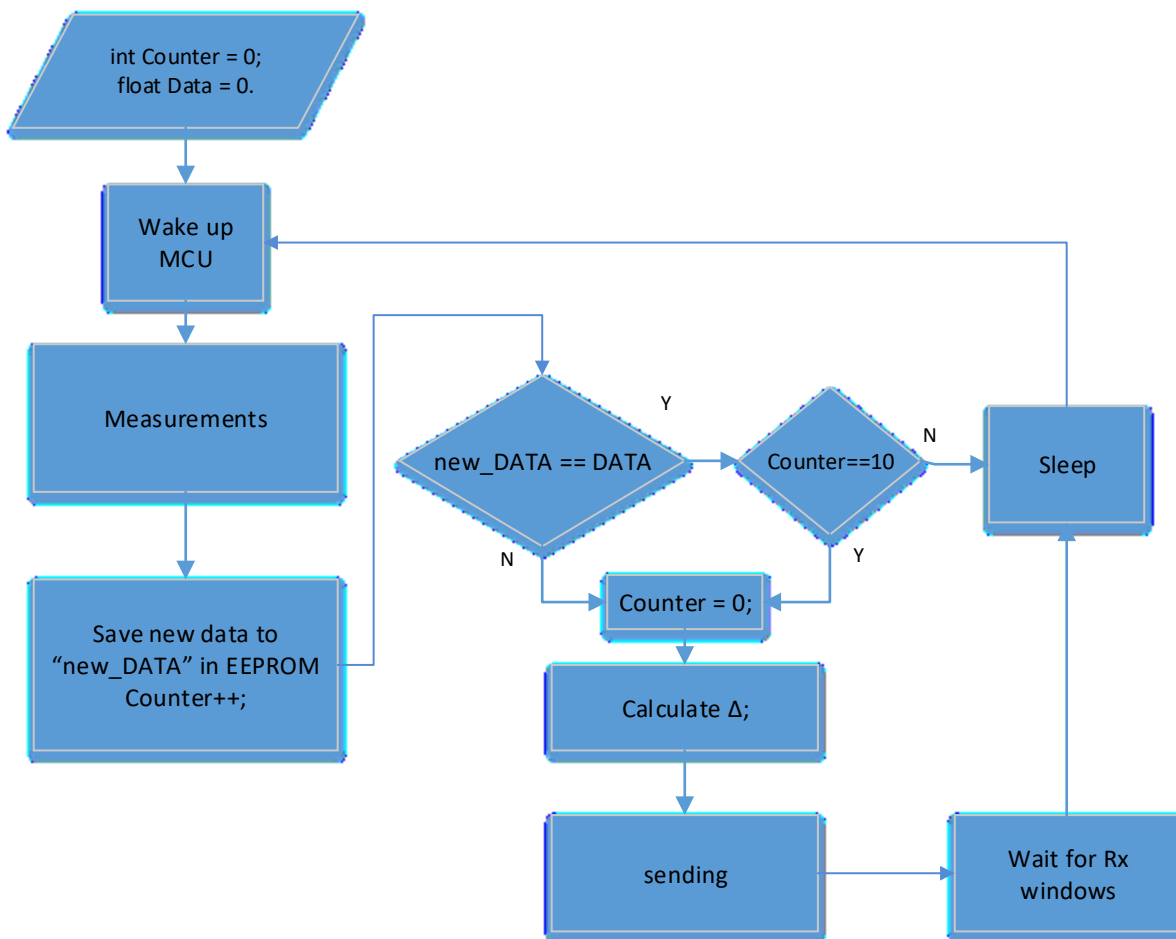 int Counter = 0;
float Data = 0.
Wake up
MCU
Measurements
Save new data to
“new_DATA” in EEPROM
Counter++;
new_DATA == DATA
Y
N
Counter==10
N
Y
Sleep
Counter = 0;
Calculate Δ;
sending
Wait for Rx
windows